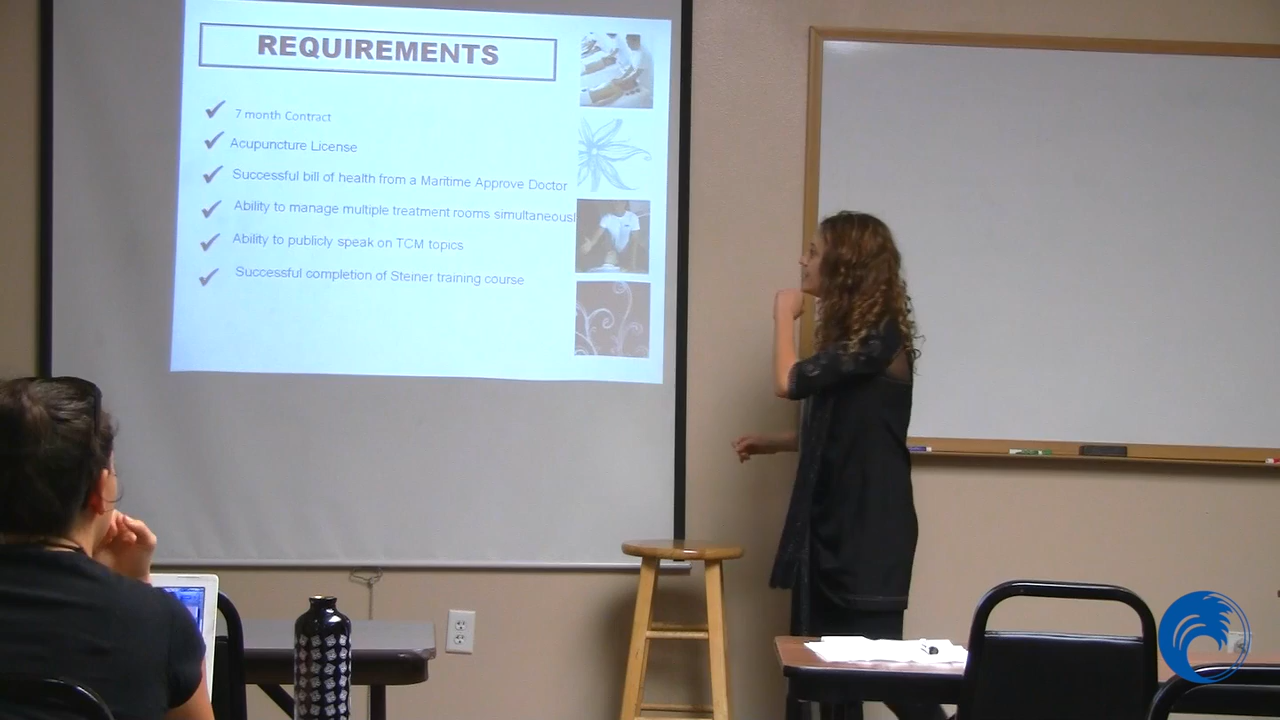 REQUIREMENTS
7 month Contract
Acupuncture License
Successful bill of health from a Maritime Approve Doctor
Ability to manage multiple treatment rooms simultaneousl
Ability to publicly speak on TCM topics
Successful completion of Steiner training course